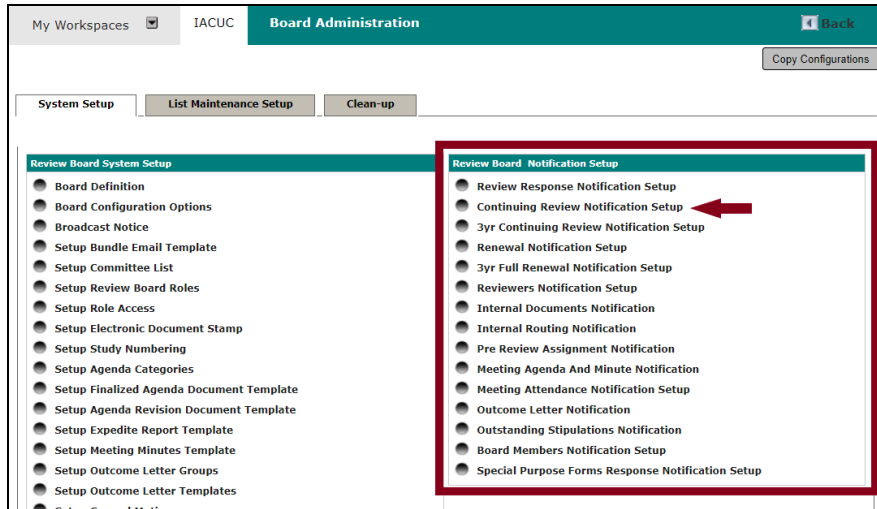 My Workspaces IACUC Board Administration Back
Copy Configurations
System Setup List Maintenance Setup Clean-up
Review Board System Setup
Board Definition
Board Configuration Options
Broadcast Notice
Setup Bundle Email Template
Setup Committee List
Setup Review Board Roles
Setup Role Access
Setup Electronic Document Stamp
Setup Study Numbering
Setup Agenda Categories
Setup Finalized Agenda Document Template
Setup Agenda Revision Document Template
Setup Expedite Report Template
Setup Meeting Minutes Template
Setup Outcome Letter Groups
Setup Outcome Letter Templates
Review Board Notification Setup
Review Response Notification Setup
Continuing Review Notification Setup
3yr Continuing Review Notification Setup
Renewal Notification Setup
3yr Full Renewal Notification Setup
Reviewers Notification Setup
Internal Documents Notification
Internal Routing Notification
Pre Review Assignment Notification
Meeting Agenda And Minute Notification
Meeting Attendance Notification Setup
Outcome Letter Notification
Outstanding Stipulations Notification
Board Members Notification Setup
Special Purpose Forms Response Notification Setup